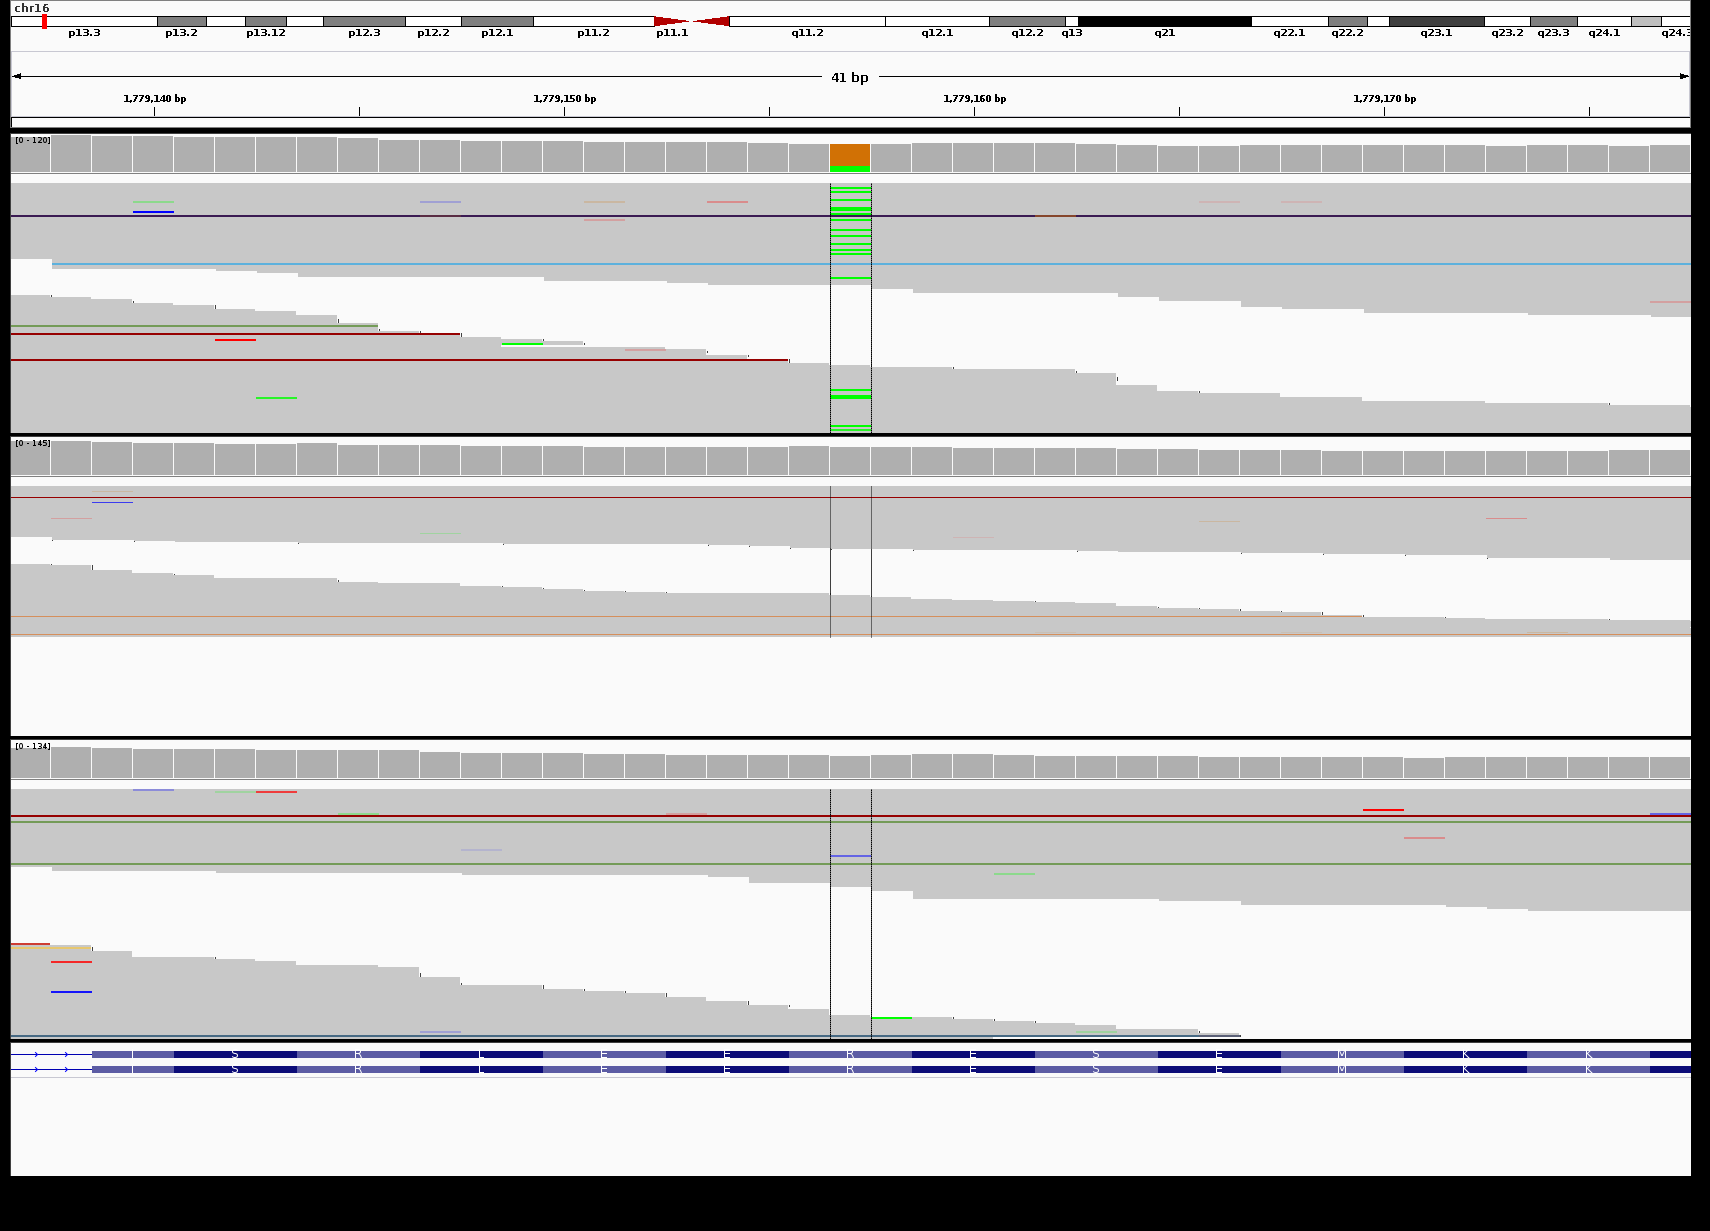 chr16
p13.3 p13.2 p13.12 p12.3 p12.2 p12.1 p11.2 p11.1 q11.2 q12.1 q12.2 q13 q21 q22.1 q22.2 q23.1 q23.2 q23.3 q24.1 q24.3
41 bp
1,779,140 bp 1,779,150 bp 1,779,160 bp 1,779,170 bp
[0 - 120]
[0 - 145]
[0 - 134]
I S R L E E R E S E M K K
I S R L E E R E S E M K K